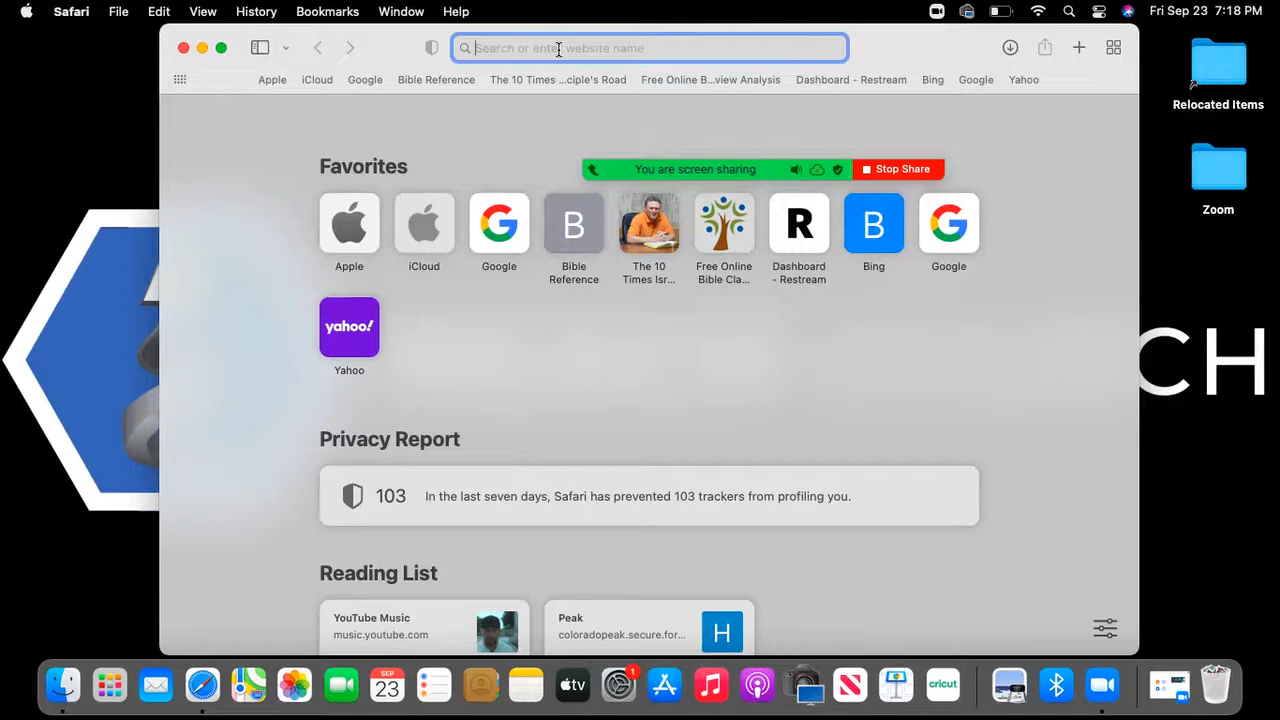 Safari File Edit View History Bookmarks Window Help Fri Sep 23 7:18 PM
Search or enter website name
Apple iCloud Google Bible Reference The 10 Times ...ciple's Road Free Online B...view Analysis Dashboard - Restream Bing Google Yahoo
Relocated Items
Favorites
You are screen sharing Stop Share
Zoom
B R B
Apple iCloud Google Bible Reference The 10 Times Isr... Free Online Bible Cla... Dashboard - Restream Bing Google
yahoo!
Yahoo
CH
Privacy Report
103 In the last seven days, Safari has prevented 103 trackers from profiling you.
Reading List
YouTube Music
music.youtube.com
Peak
coloradopeak.secure.for...
H
SEP
23
tv
1
cricut